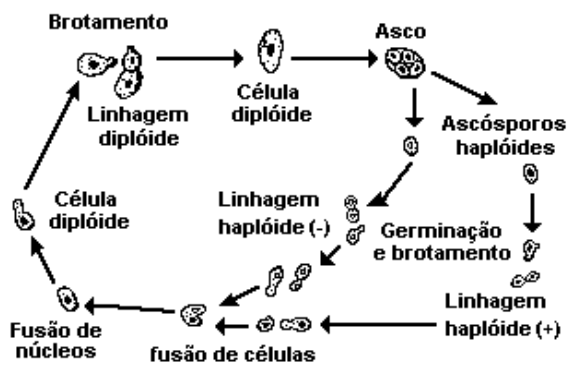 Brotamento
Linhagem
diplóide
Célula
diplóide
Asco
Ascósporos
haplóides
Célula
diplóide
Linhagem
haplóide (-)
Germinação
e brotamento
Linhagem
haplóide (+)
Fusão de
núcleos
fusão de células